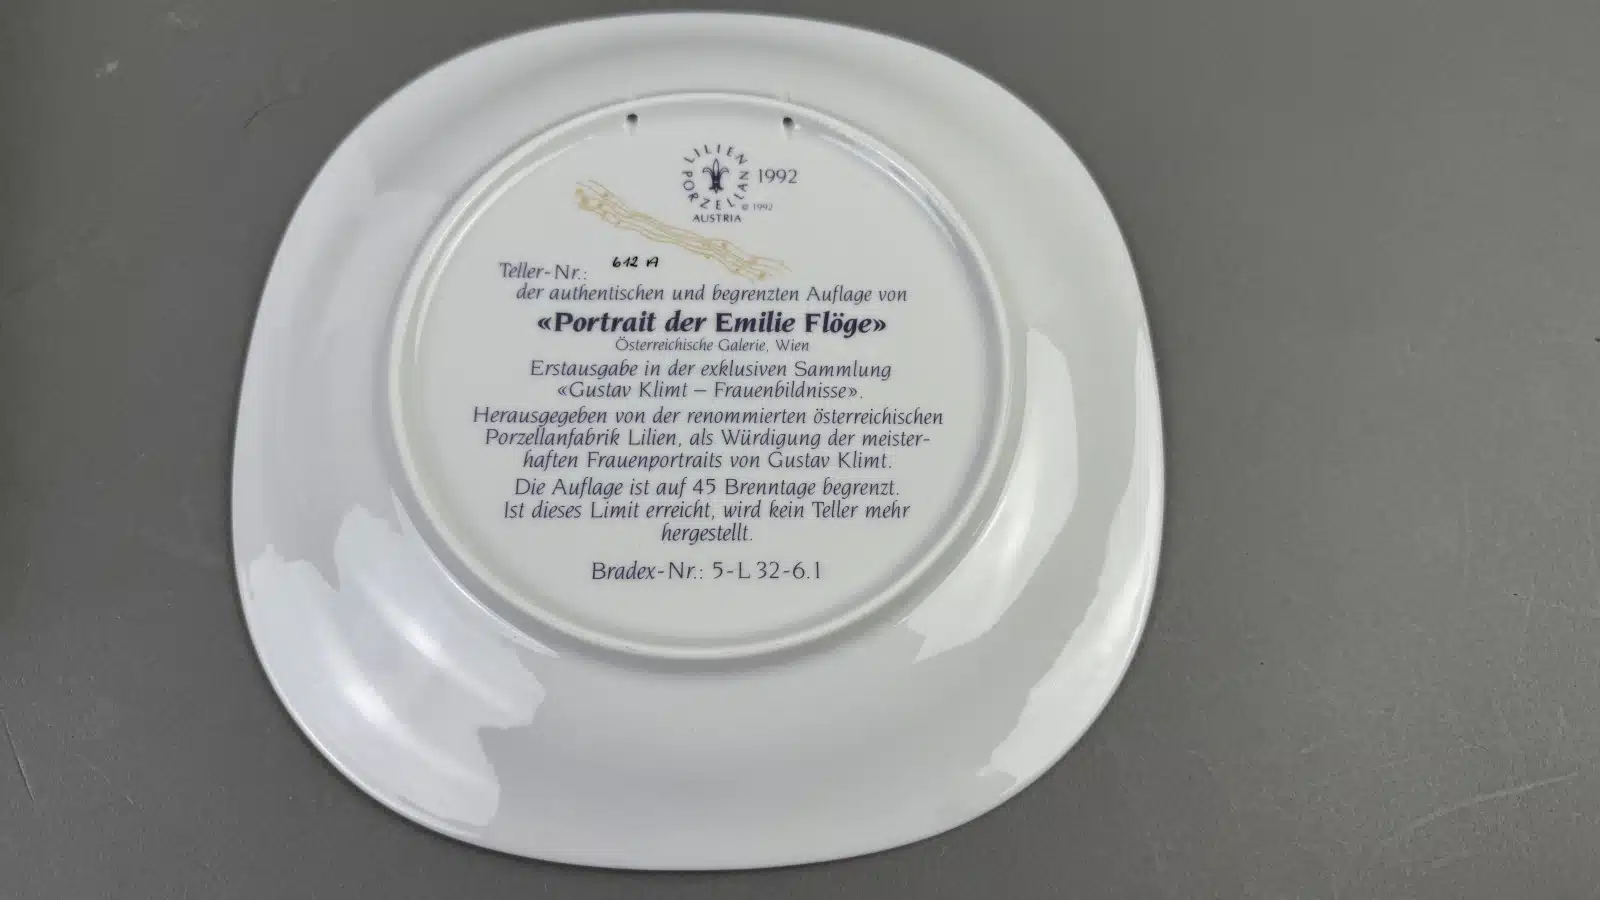 LILIEN PORZELLAN
1992
© 1992
AUSTRIA
Teller-Nr.: 612 A
der authentischen und begrenzten Auflage von
«Portrait der Emilie Flöge»
Österreichische Galerie, Wien
Erstausgabe in der exklusiven Sammlung
«Gustav Klimt – Frauenbildnisse».
Herausgegeben von der renommierten österreichischen
Porzellanfabrik Lilien, als Würdigung der meister-
haften Frauenportraits von Gustav Klimt.
Die Auflage ist auf 45 Brenntage begrenzt.
Ist dieses Limit erreicht, wird kein Teller mehr
hergestellt.
Bradex-Nr.: 5-L 32-6.1